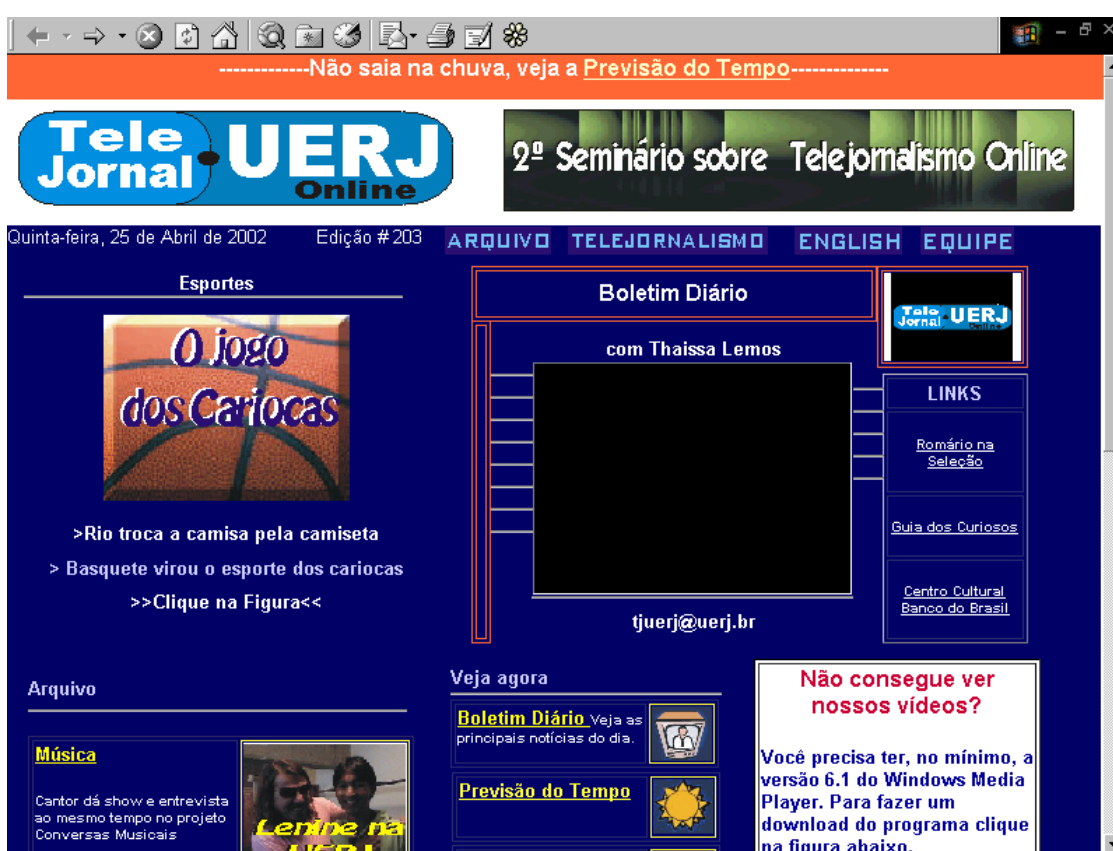 -------------Não saia na chuva, veja a Previsão do Tempo--------------
Tele
Jornal UERJ
Online
2º Seminário sobre Telejornalismo Online
Quinta-feira, 25 de Abril de 2002 Edição #203
ARQUIVO TELEJORNALISMO ENGLISH EQUIPE
Esportes
O jogo
dos Cariocas
>Rio troca a camisa pela camiseta
> Basquete virou o esporte dos cariocas
>>Clique na Figura<<
Boletim Diário
com Thaissa Lemos
tjuerj@uerj.br
Tele
Jornal UERJ
Online
LINKS
Romário na
Seleção
Guia dos Curiosos
Centro Cultural
Banco do Brasil
Arquivo
Música
Cantor dá show e entrevista
ao mesmo tempo no projeto
Conversas Musicais
Lenine na
UERJ
Veja agora
Boletim Diário Veja as
principais notícias do dia.
Previsão do Tempo
Não consegue ver
nossos vídeos?
Você precisa ter, no mínimo, a
versão 6.1 do Windows Media
Player. Para fazer um
download do programa clique
na figura abaixo.